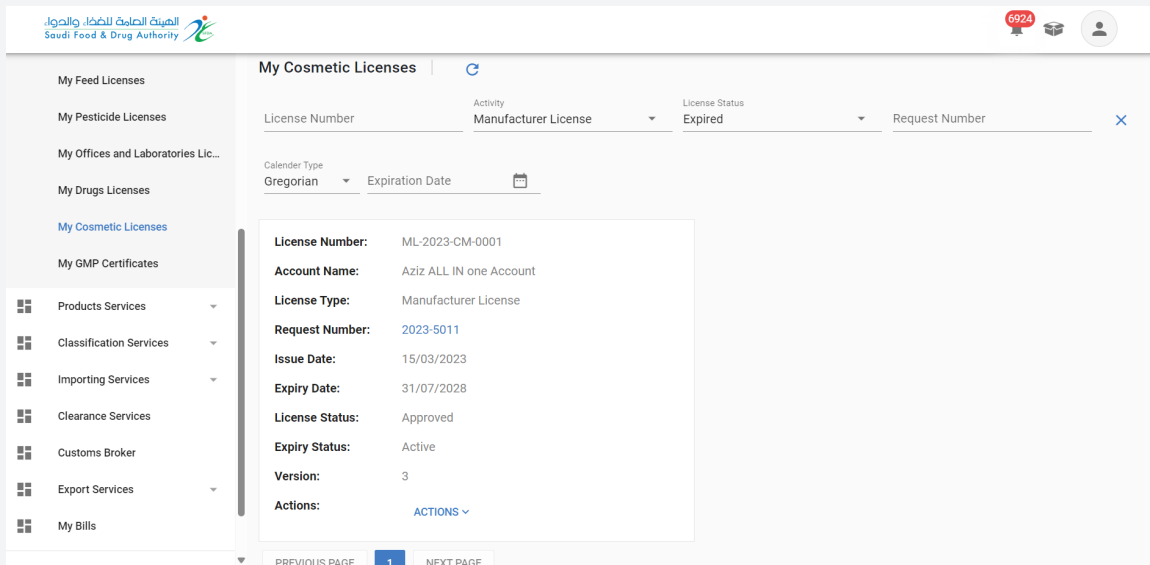 الهيئة العامة للغذاء والدواء
Saudi Food & Drug Authority
6924
My Feed Licenses
My Pesticide Licenses
My Offices and Laboratories Lic...
My Drugs Licenses
My Cosmetic Licenses
My GMP Certificates
Products Services
Classification Services
Importing Services
Clearance Services
Customs Broker
Export Services
My Bills
My Cosmetic Licenses
License Number
Activity
Manufacturer License
License Status
Expired
Request Number
Calender Type
Gregorian
Expiration Date
License Number: ML-2023-CM-0001
Account Name: Aziz ALL IN one Account
License Type: Manufacturer License
Request Number: 2023-5011
Issue Date: 15/03/2023
Expiry Date: 31/07/2028
License Status: Approved
Expiry Status: Active
Version: 3
Actions: ACTIONS
PREVIOUS PAGE 1 NEXT PAGE